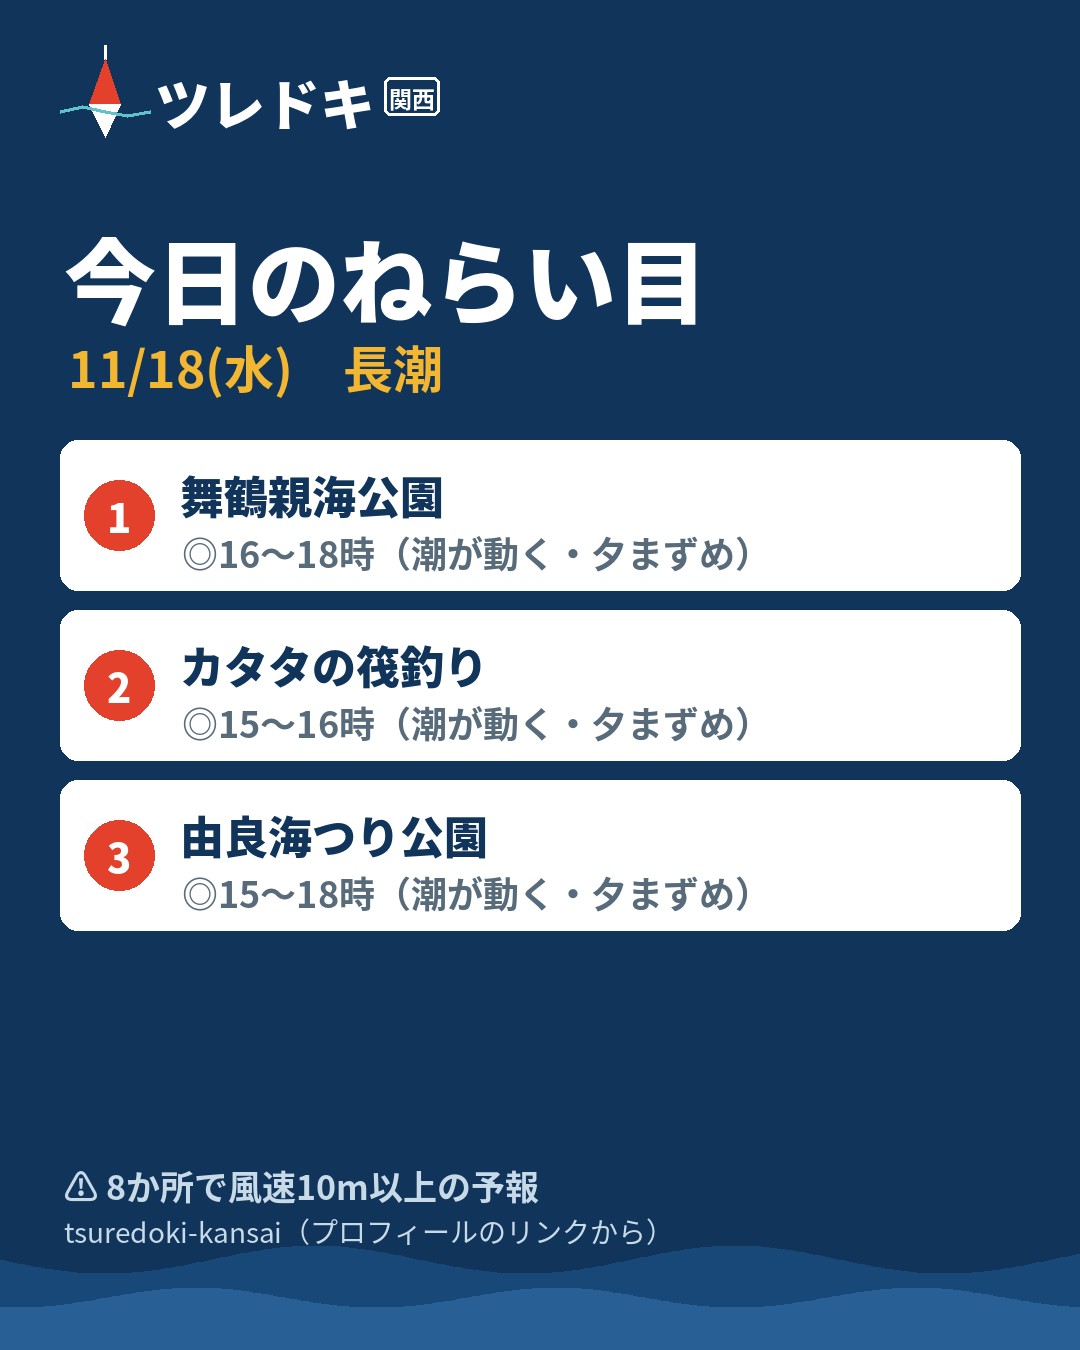 ツレドキ 関西
今日のねらい目
11/18(水)　長潮
1 舞鶴親海公園
◎16〜18時（潮が動く・夕まずめ）
2 カタタの筏釣り
◎15〜16時（潮が動く・夕まずめ）
3 由良海つり公園
◎15〜18時（潮が動く・夕まずめ）
⚠ 8か所で風速10m以上の予報
tsuredoki-kansai（プロフィールのリンクから）